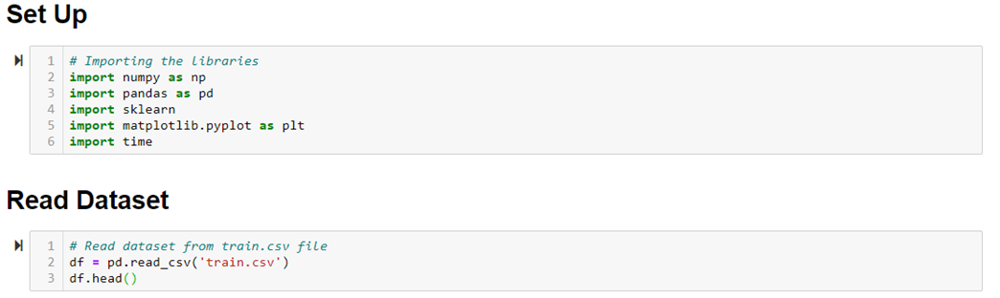 Set Up
1 # Importing the libraries
2 import numpy as np
3 import pandas as pd
4 import sklearn
5 import matplotlib.pyplot as plt
6 import time
Read Dataset
1 # Read dataset from train.csv file
2 df = pd.read_csv('train.csv')
3 df.head()